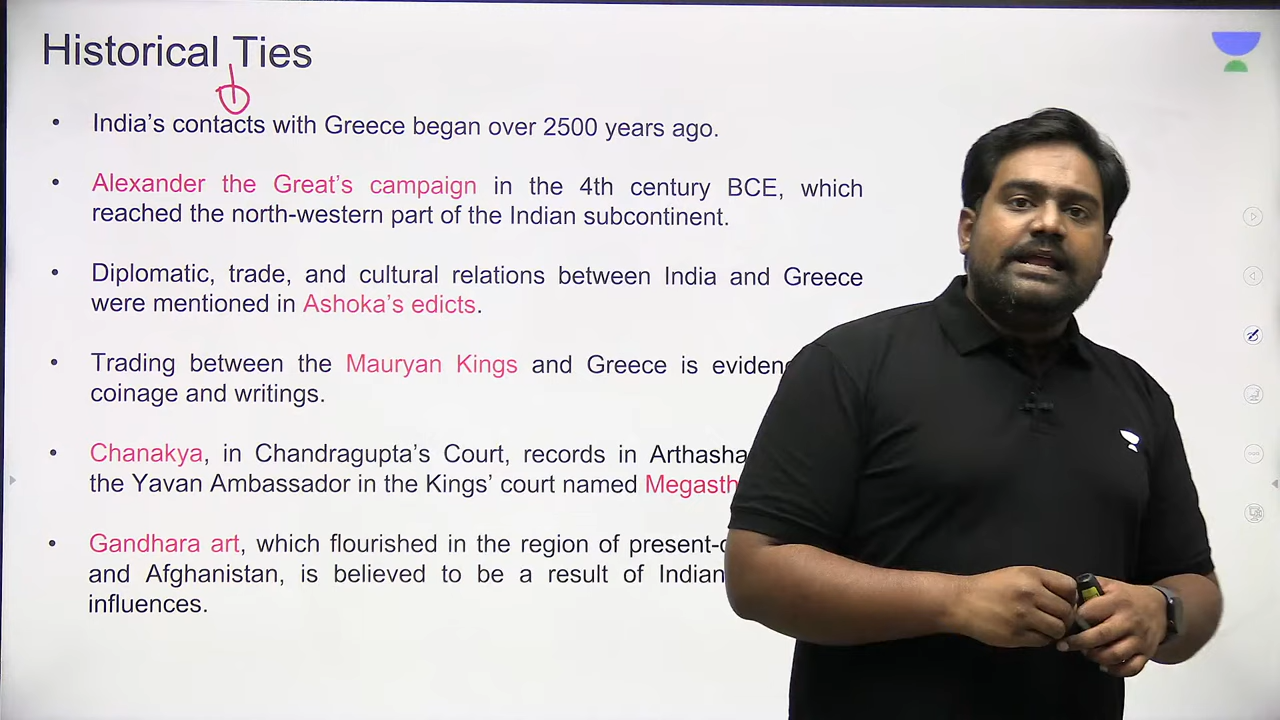 Historical Ties
• India's contacts with Greece began over 2500 years ago.
• Alexander the Great's campaign in the 4th century BCE, which
reached the north-western part of the Indian subcontinent.
• Diplomatic, trade, and cultural relations between India and Greece
were mentioned in Ashoka's edicts.
• Trading between the Mauryan Kings and Greece is
coinage and writings.
• Chanakya, in Chandragupta's Court, records in
the Yavan Ambassador in the Kings' court named
• Gandhara art, which flourished in the region of
and Afghanistan, is believed to be a result of Indian
influences.